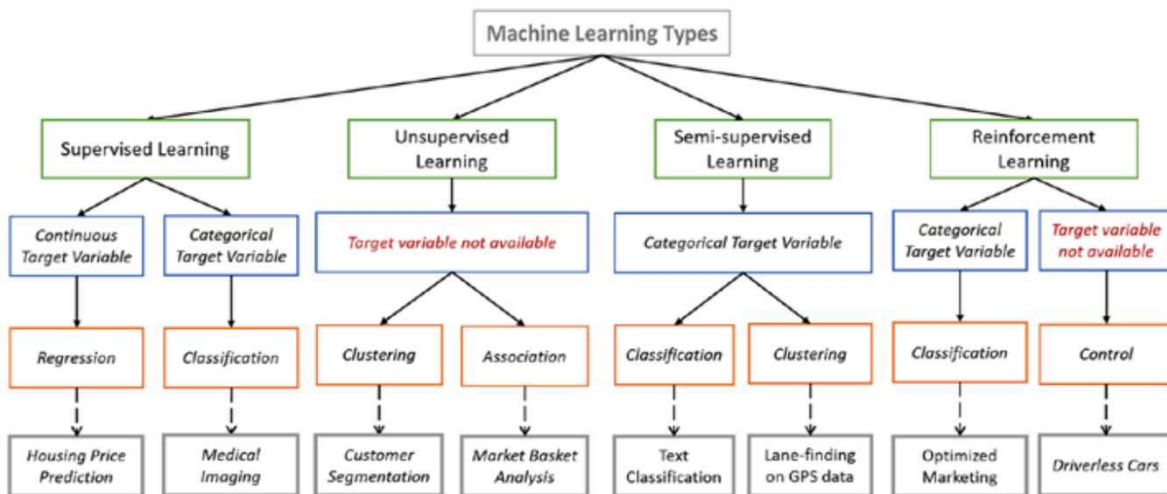 Machine Learning Types
Supervised Learning
Unsupervised
Learning
Semi-supervised
Learning
Reinforcement
Learning
Continuous
Target Variable
Categorical
Target Variable
Target variable not available
Categorical Target Variable
Categorical
Target Variable
Target variable
not available
Regression
Classification
Clustering
Association
Classification
Clustering
Classification
Control
Housing Price
Prediction
Medical
Imaging
Customer
Segmentation
Market Basket
Analysis
Text
Classification
Lane-finding
on GPS data
Optimized
Marketing
Driverless Cars